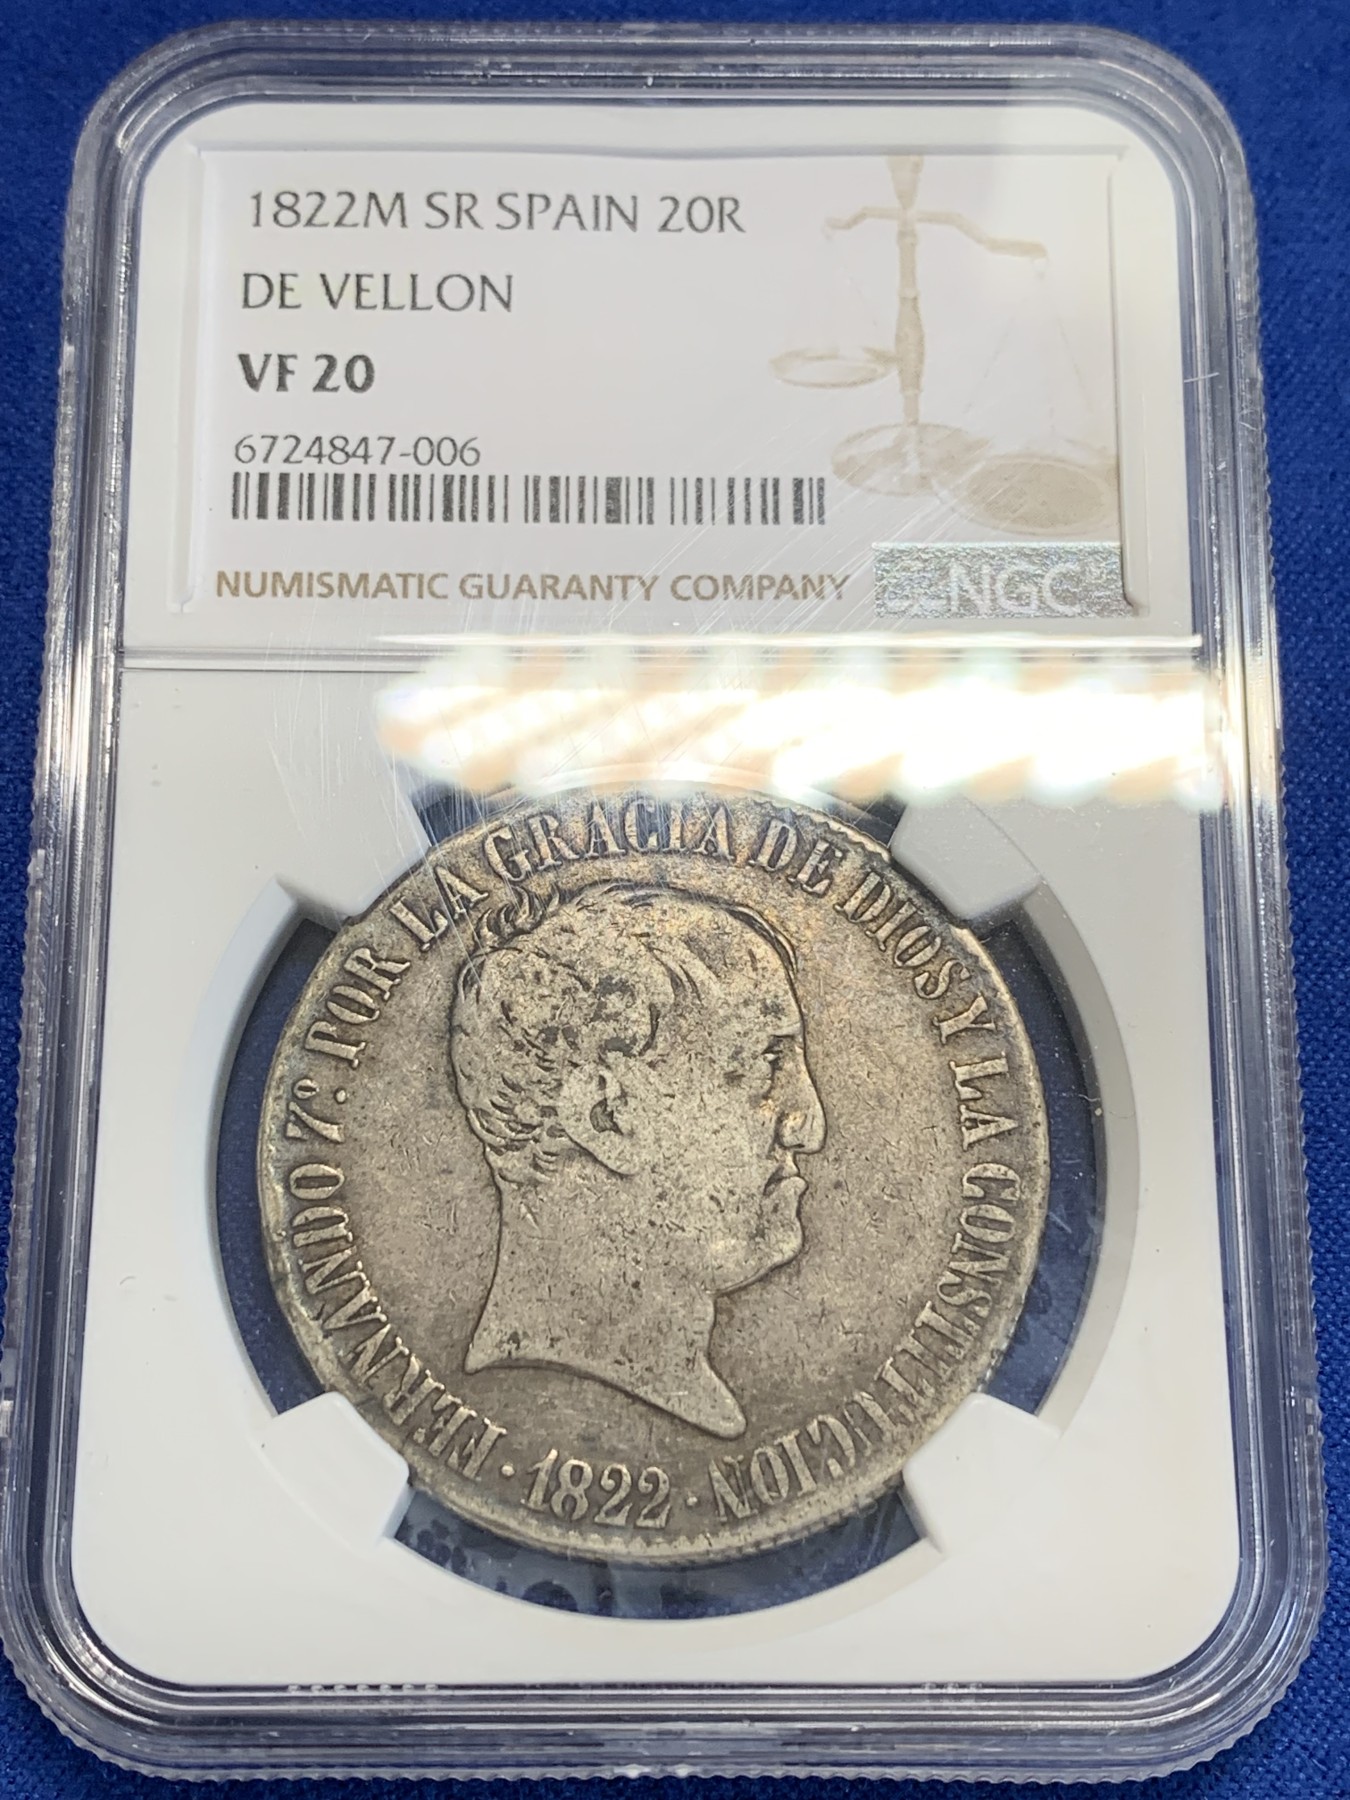 1822M SR SPAIN 20R
DE VELLON
VF 20
6724847-006
NUMISMATIC GUARANTY COMPANY
NGC
FERNANDO 7º. POR LA GRACIA DE DIOS Y LA CONSTITUCION
· 1822 ·